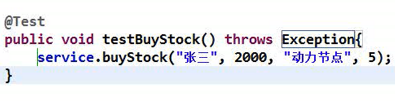 @Test
public void testBuyStock() throws Exception{
service.buyStock("张三", 2000, "动力节点", 5);
}